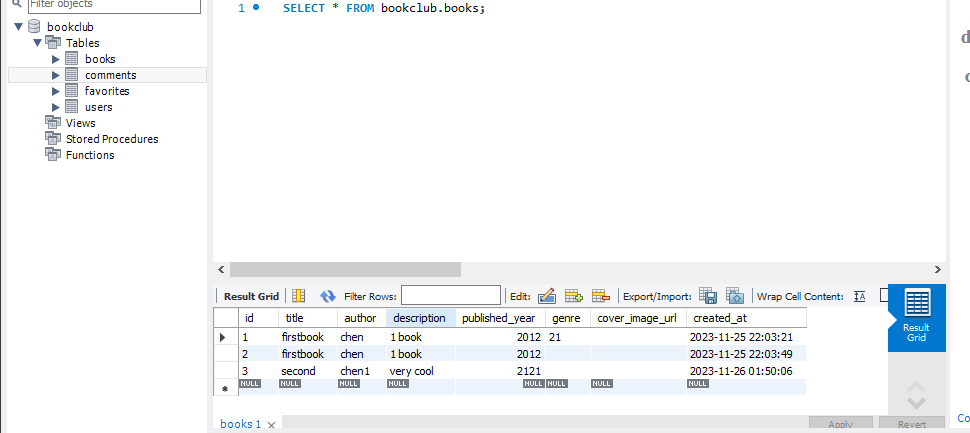 Filter objects
bookclub
Tables
books
comments
favorites
users
Views
Stored Procedures
Functions
1 SELECT * FROM bookclub.books;
Result Grid Filter Rows: Edit: Export/Import: Wrap Cell Content:
id title author description published_year genre cover_image_url created_at
1 firstbook chen 1 book 2012 21 2023-11-25 22:03:21
2 firstbook chen 1 book 2012 2023-11-25 22:03:49
3 second chen1 very cool 2121 2023-11-26 01:50:06
NULL NULL NULL NULL NULL NULL NULL NULL
Result
Grid
books 1
Apply Revert
Co